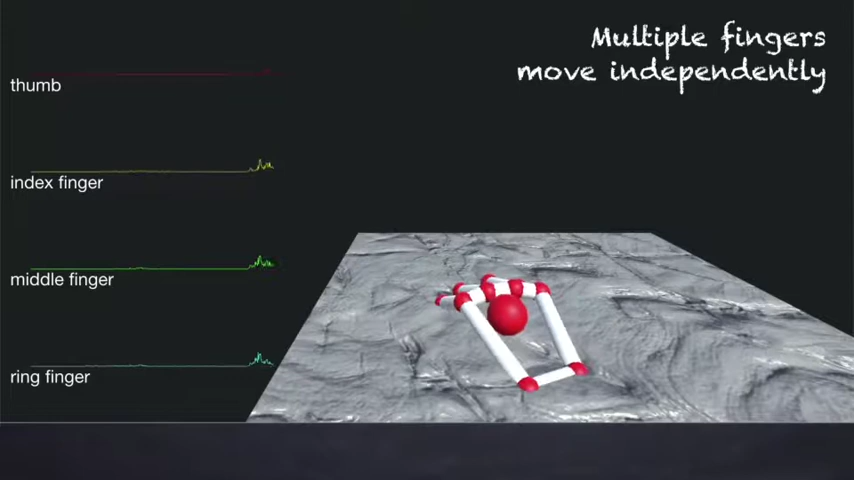 Multiple fingers
move independently
thumb
index finger
middle finger
ring finger